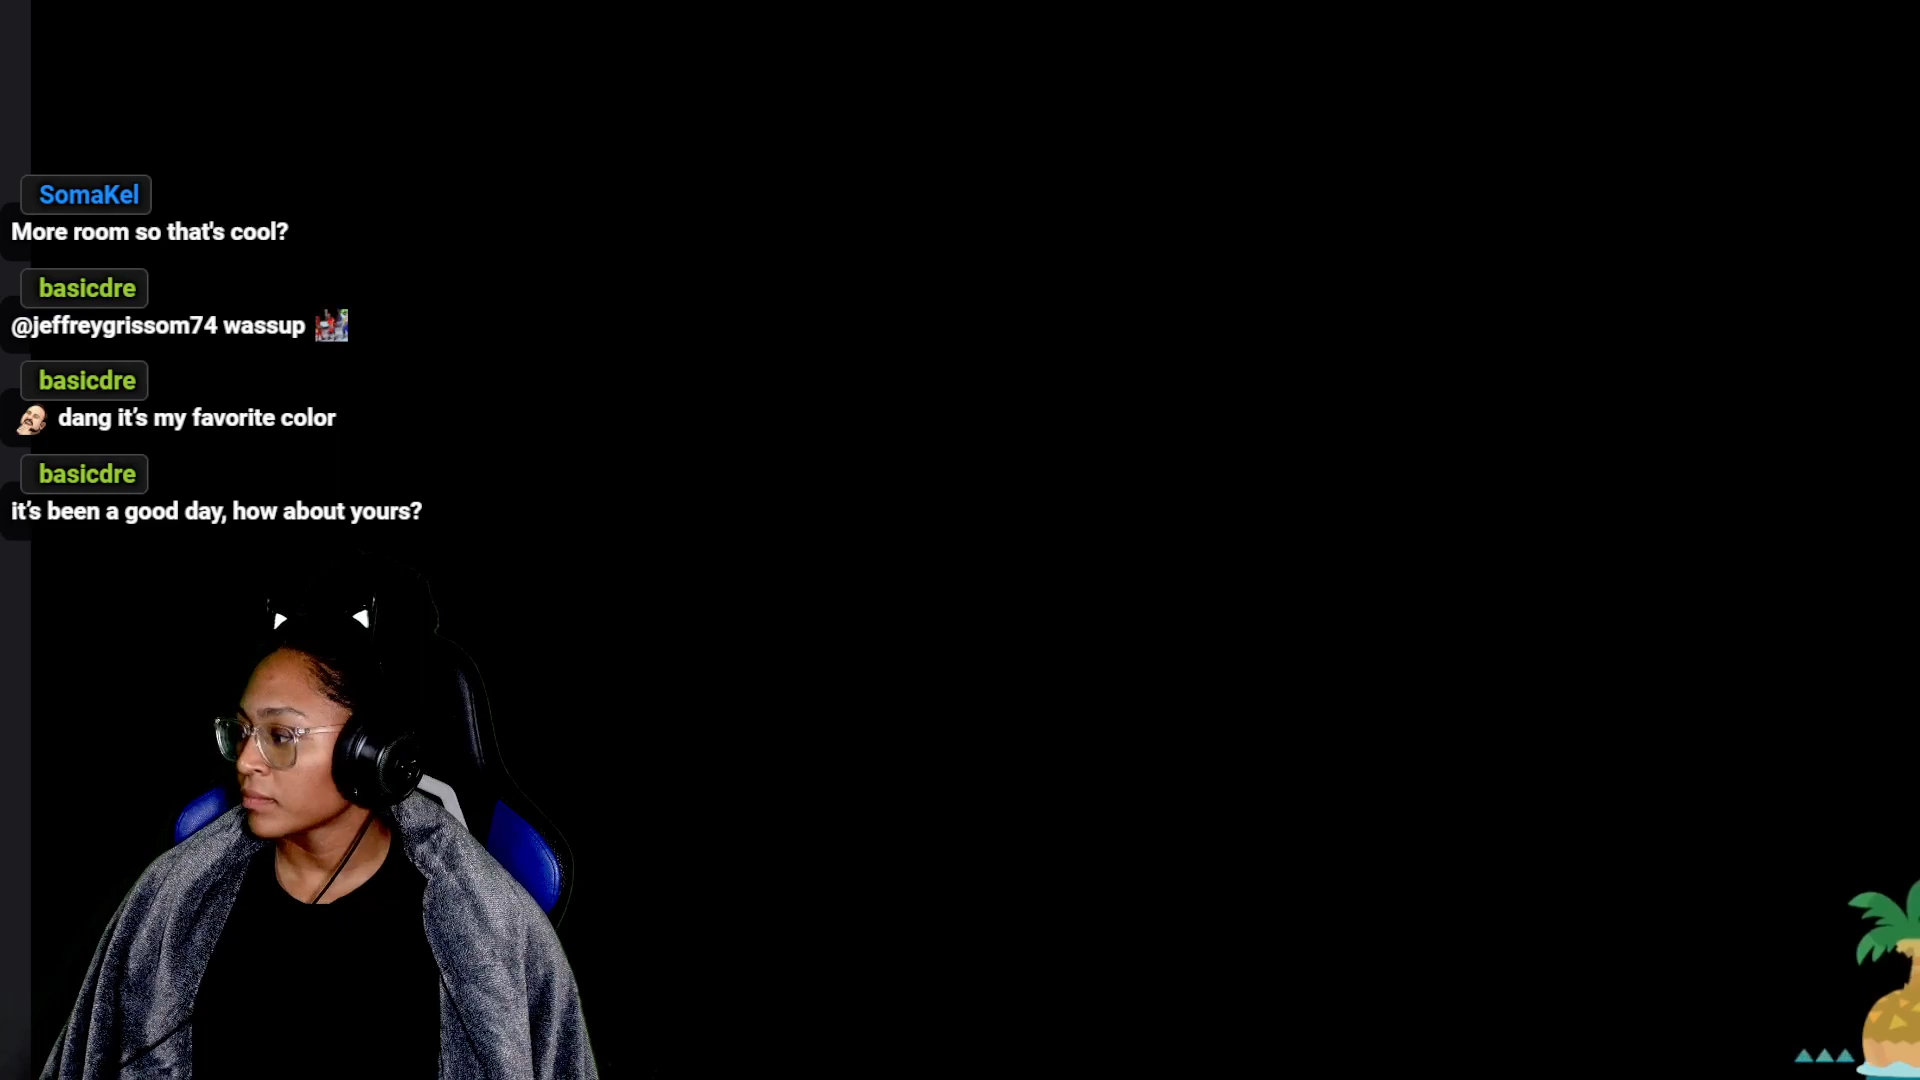 SomaKel
More room so that's cool?
basicdre
@jeffreygrissom74 wassup
basicdre
dang it’s my favorite color
basicdre
it’s been a good day, how about yours?